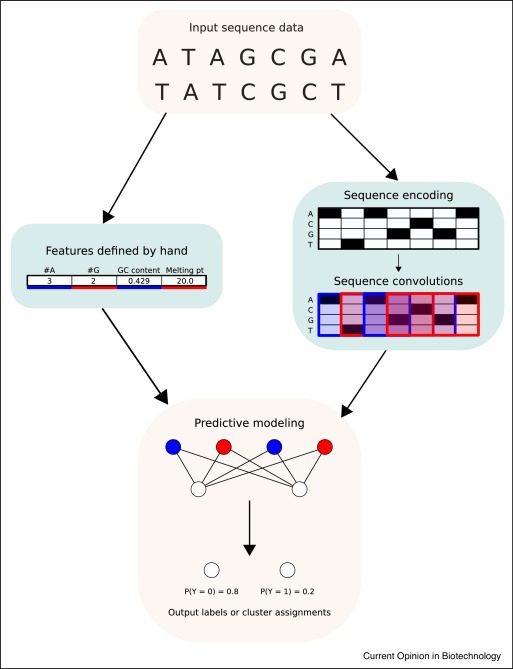 Input sequence data
A T A G C G A
T A T C G C T
Features defined by hand
#A #G GC content Melting pt
3 2 0.429 20.0
Sequence encoding
A
C
G
T
Sequence convolutions
A
C
G
T
Predictive modeling
P(Y = 0) = 0.8 P(Y = 1) = 0.2
Output labels or cluster assignments
Current Opinion in Biotechnology